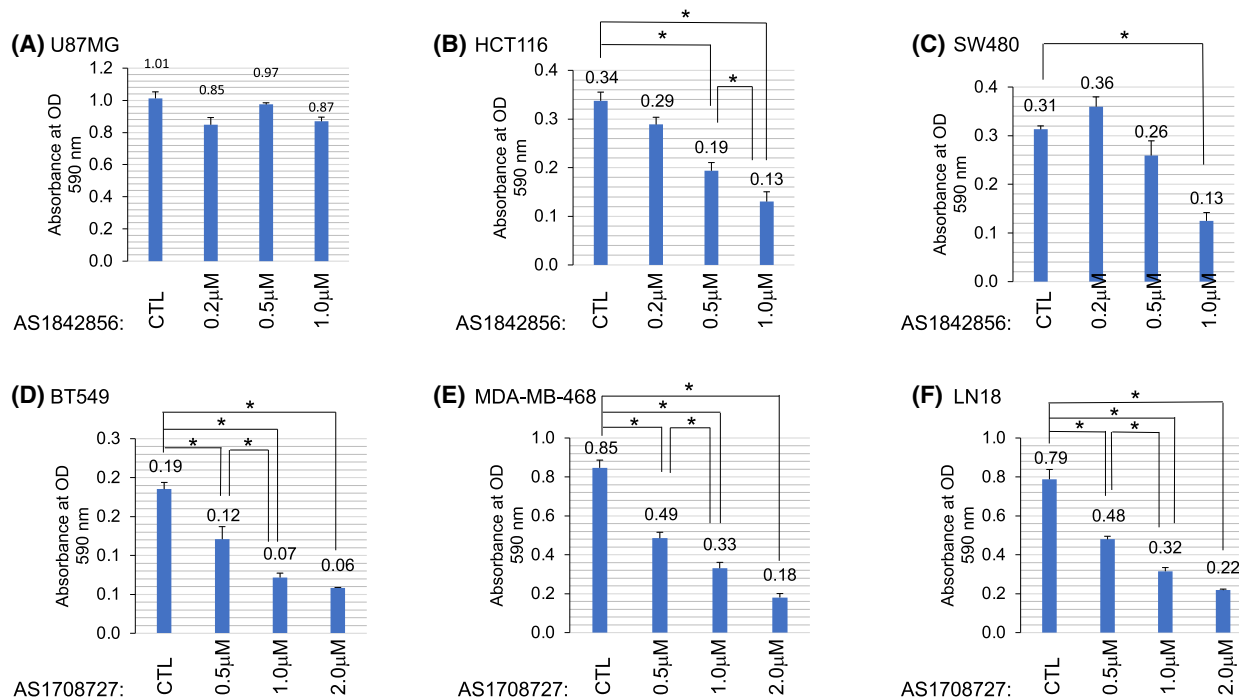 (A) U87MG
1.2
1.0
0.8
0.6
0.4
0.2
0.0
Absorbance at OD
590 nm
1.01
0.85
0.97
0.87
CTL
0.2μM
0.5μM
1.0μM
AS1842856:
(B) HCT116
0.4
0.3
0.2
0.1
0.0
Absorbance at OD
590 nm
*
*
*
0.34
0.29
0.19
0.13
CTL
0.2μM
0.5μM
1.0μM
AS1842856:
(C) SW480
0.4
0.3
0.2
0.1
0.0
Absorbance at OD
590 nm
*
0.31
0.36
0.26
0.13
CTL
0.2μM
0.5μM
1.0μM
AS1842856:
(D) BT549
0.3
0.2
0.2
0.1
0.1
0.0
Absorbance at OD
590 nm
*
*
*
*
0.19
0.12
0.07
0.06
CTL
0.5μM
1.0μM
2.0μM
AS1708727:
(E) MDA-MB-468
1.0
0.8
0.6
0.4
0.2
0.0
Absorbance at OD
590 nm
*
*
*
*
0.85
0.49
0.33
0.18
CTL
0.5μM
1.0μM
2.0μM
AS1708727:
(F) LN18
1.0
0.8
0.6
0.4
0.2
0.0
Absorbance at OD
590 nm
*
*
*
*
0.79
0.48
0.32
0.22
CTL
0.5μM
1.0μM
2.0μM
AS1708727: